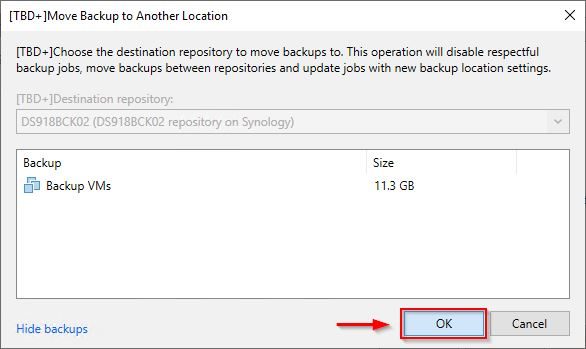 [TBD+]Move Backup to Another Location
[TBD+]Choose the destination repository to move backups to. This operation will disable respectful
backup jobs, move backups between repositories and update jobs with new backup location settings.
[TBD+]Destination repository:
DS918BCK02 (DS918BCK02 repository on Synology)
Backup Size
Backup VMs 11.3 GB
Hide backups OK Cancel